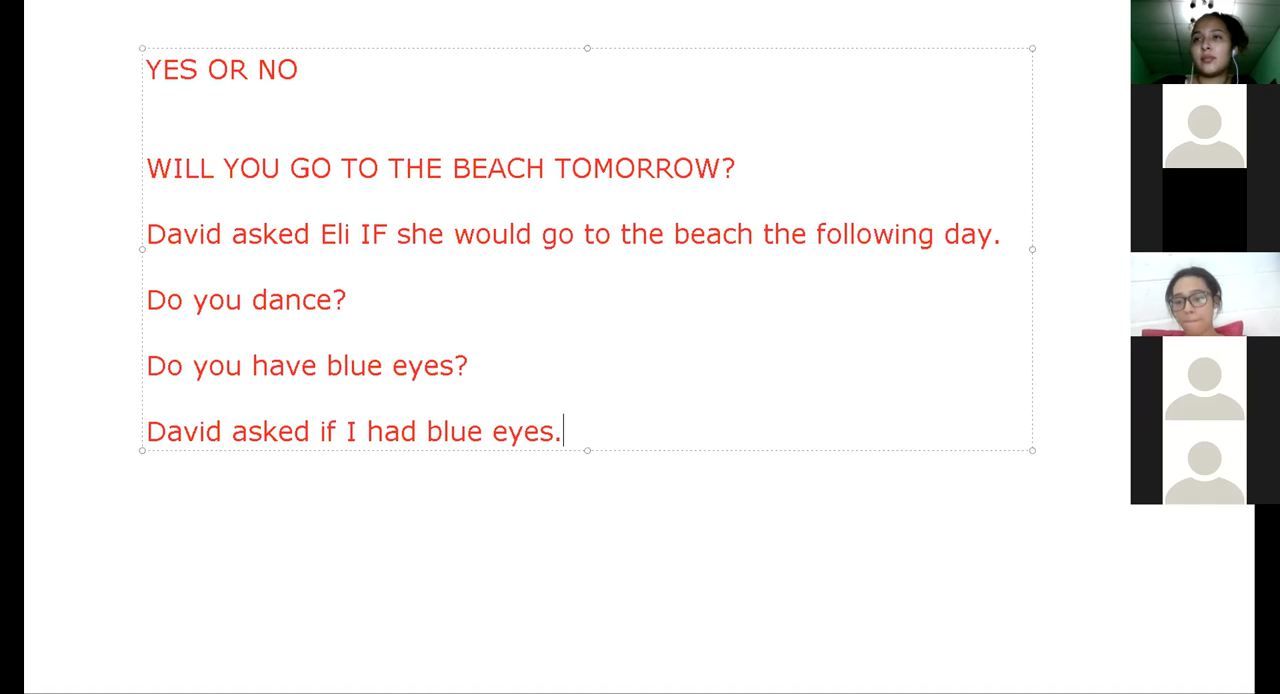 YES OR NO
WILL YOU GO TO THE BEACH TOMORROW?
David asked Eli IF she would go to the beach the following day.
Do you dance?
Do you have blue eyes?
David asked if I had blue eyes.